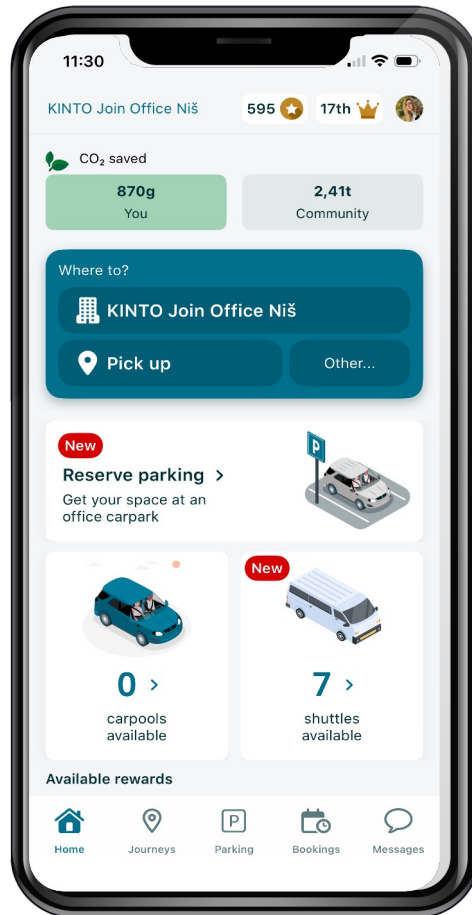 11:30
KINTO Join Office Niš
595
17th
CO₂ saved
870g
You
2,41t
Community
Where to?
KINTO Join Office Niš
Pick up
Other...
New
Reserve parking >
Get your space at an
office carpark
P
New
0 >
carpools
available
7 >
shuttles
available
Available rewards
P
Home
Journeys
Parking
Bookings
Messages